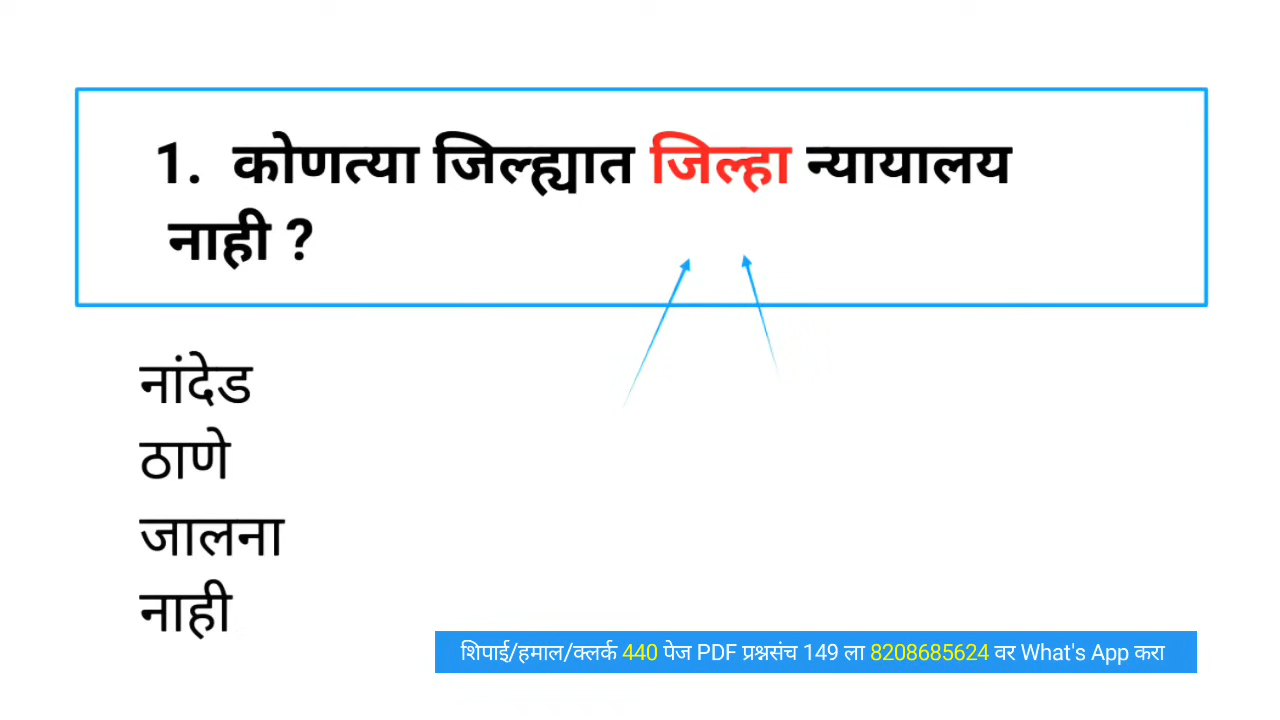 1. कोणत्या जिल्ह्यात जिल्हा न्यायालय
नाही ?
नांदेड
ठाणे
जालना
नाही
शिपाई/हमाल/क्लर्क 440 पेज PDF प्रश्नसंच 149 ला 8208685624 वर What's App करा